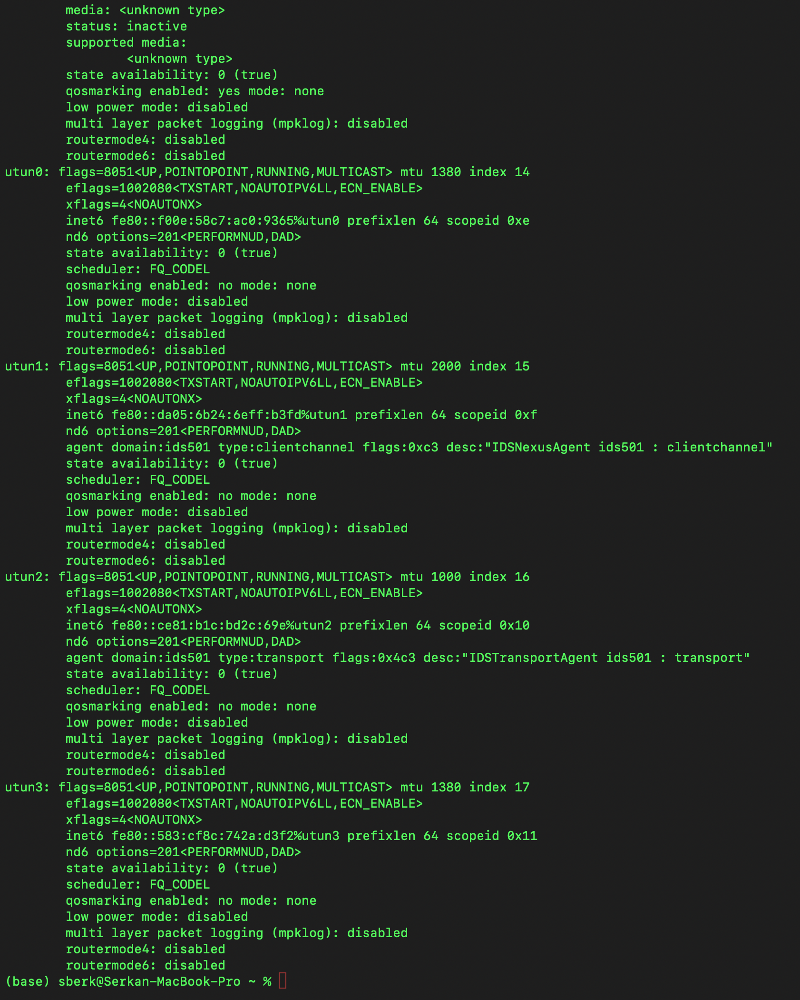 media: <unknown type>
status: inactive
supported media:
<unknown type>
state availability: 0 (true)
qosmarking enabled: yes mode: none
low power mode: disabled
multi layer packet logging (mpklog): disabled
routermode4: disabled
routermode6: disabled
utun0: flags=8051<UP,POINTOPOINT,RUNNING,MULTICAST> mtu 1380 index 14
eflags=1002080<TXSTART,NOAUTOIPV6LL,ECN_ENABLE>
xflags=4<NOAUTONX>
inet6 fe80::f00e:58c7:ac0:9365%utun0 prefixlen 64 scopeid 0xe
nd6 options=201<PERFORMNUD,DAD>
state availability: 0 (true)
scheduler: FQ_CODEL
qosmarking enabled: no mode: none
low power mode: disabled
multi layer packet logging (mpklog): disabled
routermode4: disabled
routermode6: disabled
utun1: flags=8051<UP,POINTOPOINT,RUNNING,MULTICAST> mtu 2000 index 15
eflags=1002080<TXSTART,NOAUTOIPV6LL,ECN_ENABLE>
xflags=4<NOAUTONX>
inet6 fe80::da05:6b24:6eff:b3fd%utun1 prefixlen 64 scopeid 0xf
nd6 options=201<PERFORMNUD,DAD>
agent domain:ids501 type:clientchannel flags:0xc3 desc:"IDSNexusAgent ids501 : clientchannel"
state availability: 0 (true)
scheduler: FQ_CODEL
qosmarking enabled: no mode: none
low power mode: disabled
multi layer packet logging (mpklog): disabled
routermode4: disabled
routermode6: disabled
utun2: flags=8051<UP,POINTOPOINT,RUNNING,MULTICAST> mtu 1000 index 16
eflags=1002080<TXSTART,NOAUTOIPV6LL,ECN_ENABLE>
xflags=4<NOAUTONX>
inet6 fe80::ce81:b1c:bd2c:69e%utun2 prefixlen 64 scopeid 0x10
nd6 options=201<PERFORMNUD,DAD>
agent domain:ids501 type:transport flags:0x4c3 desc:"IDSTransportAgent ids501 : transport"
state availability: 0 (true)
scheduler: FQ_CODEL
qosmarking enabled: no mode: none
low power mode: disabled
multi layer packet logging (mpklog): disabled
routermode4: disabled
routermode6: disabled
utun3: flags=8051<UP,POINTOPOINT,RUNNING,MULTICAST> mtu 1380 index 17
eflags=1002080<TXSTART,NOAUTOIPV6LL,ECN_ENABLE>
xflags=4<NOAUTONX>
inet6 fe80::583:cf8c:742a:d3f2%utun3 prefixlen 64 scopeid 0x11
nd6 options=201<PERFORMNUD,DAD>
state availability: 0 (true)
scheduler: FQ_CODEL
qosmarking enabled: no mode: none
low power mode: disabled
multi layer packet logging (mpklog): disabled
routermode4: disabled
routermode6: disabled
(base) sberk@Serkan-MacBook-Pro ~ %